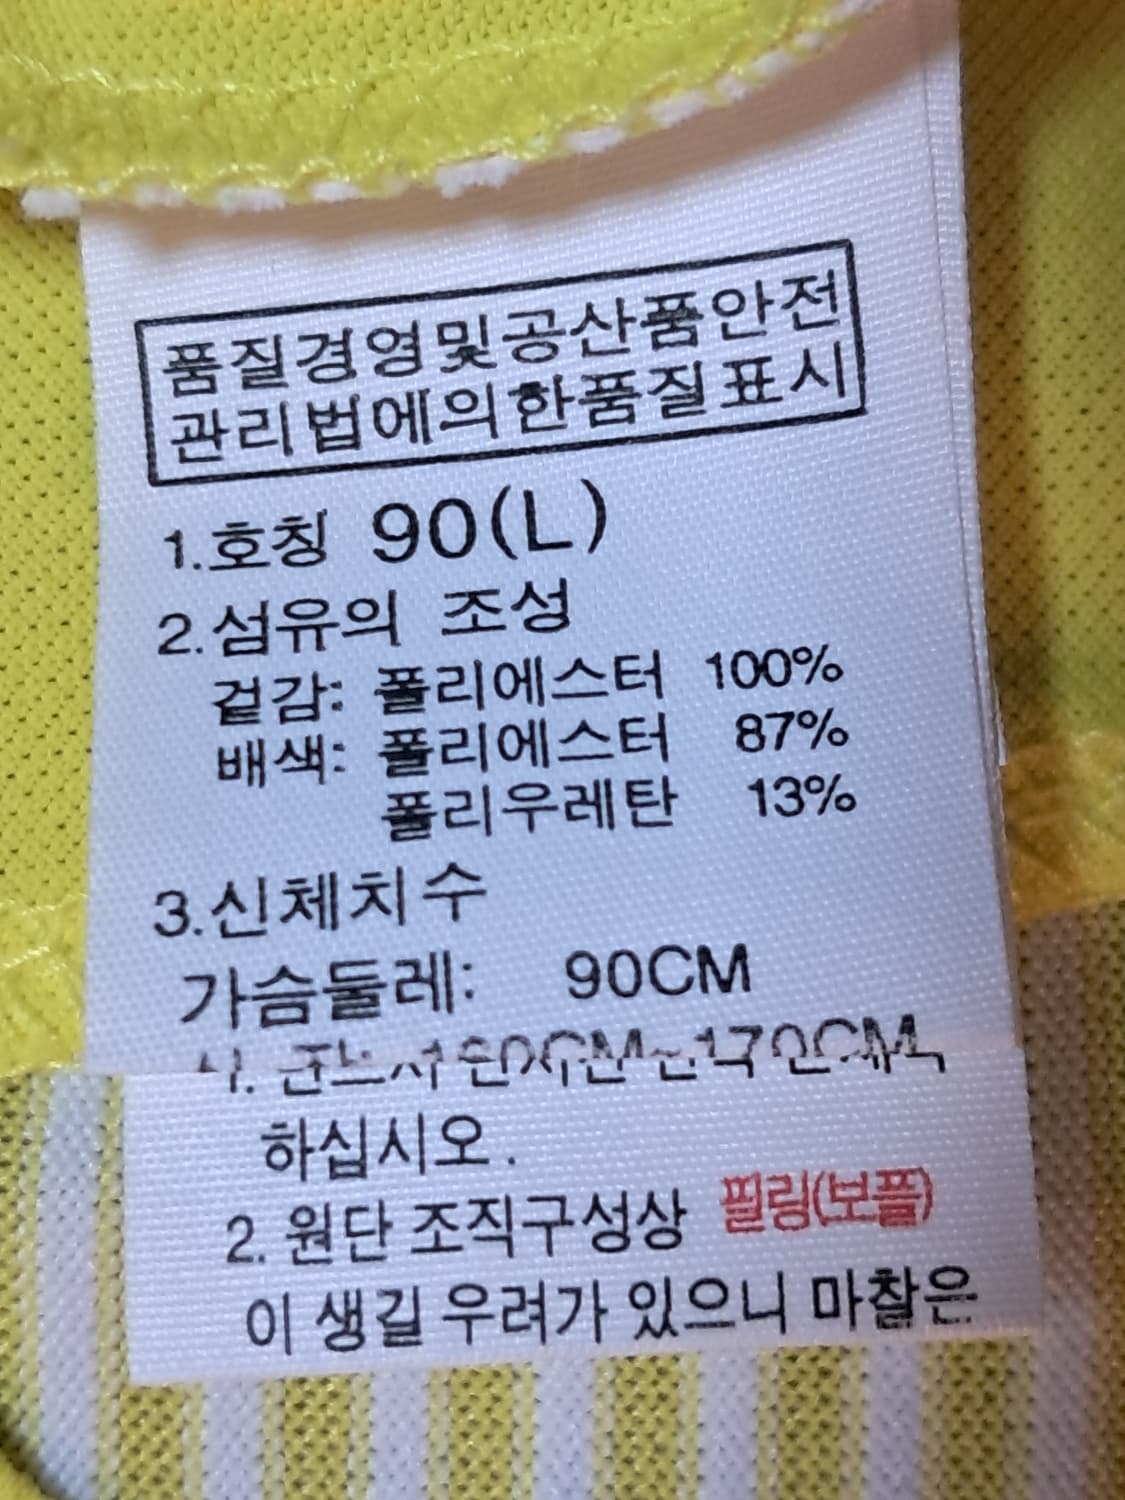 품질경영및공산품안전
관리법에의한품질표시
1.호칭 90(L)
2.섬유의 조성
겉감: 폴리에스터 100%
배색: 폴리에스터 87%
폴리우레탄 13%
3.신체치수
가슴둘레: 90CM
하십시오.
2. 원단 조직구성상 필링(보플)
이 생길 우려가 있으니 마찰은